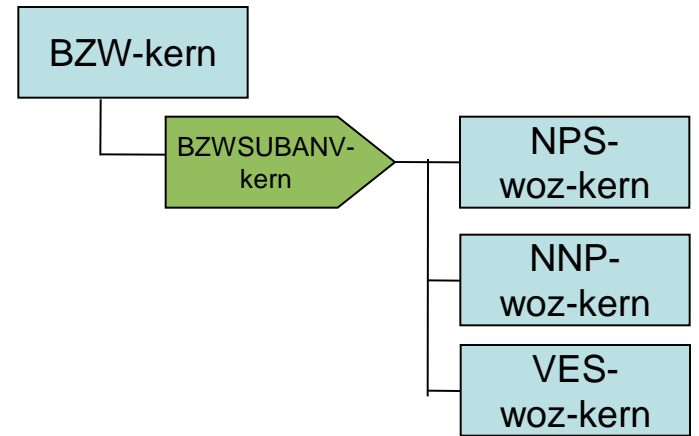 BZW-kern
BZWSUBANV-
kern
NPS-
woz-kern
NNP-
woz-kern
VES-
woz-kern